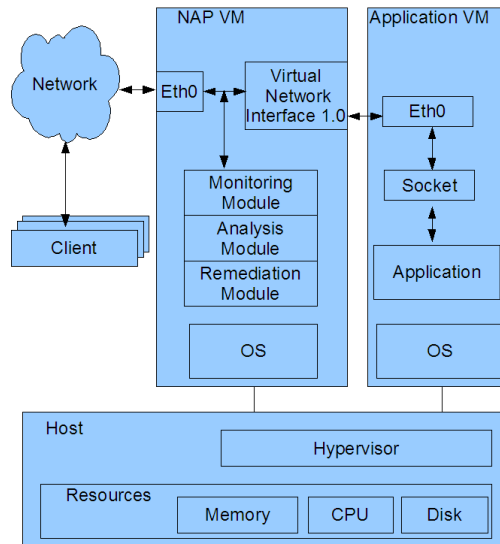 NAP VM
Application VM
Network
Eth0
Virtual
Network
Interface 1.0
Eth0
Monitoring
Module
Socket
Analysis
Module
Client
Remediation
Module
Application
OS
OS
Host
Hypervisor
Resources
Memory
CPU
Disk